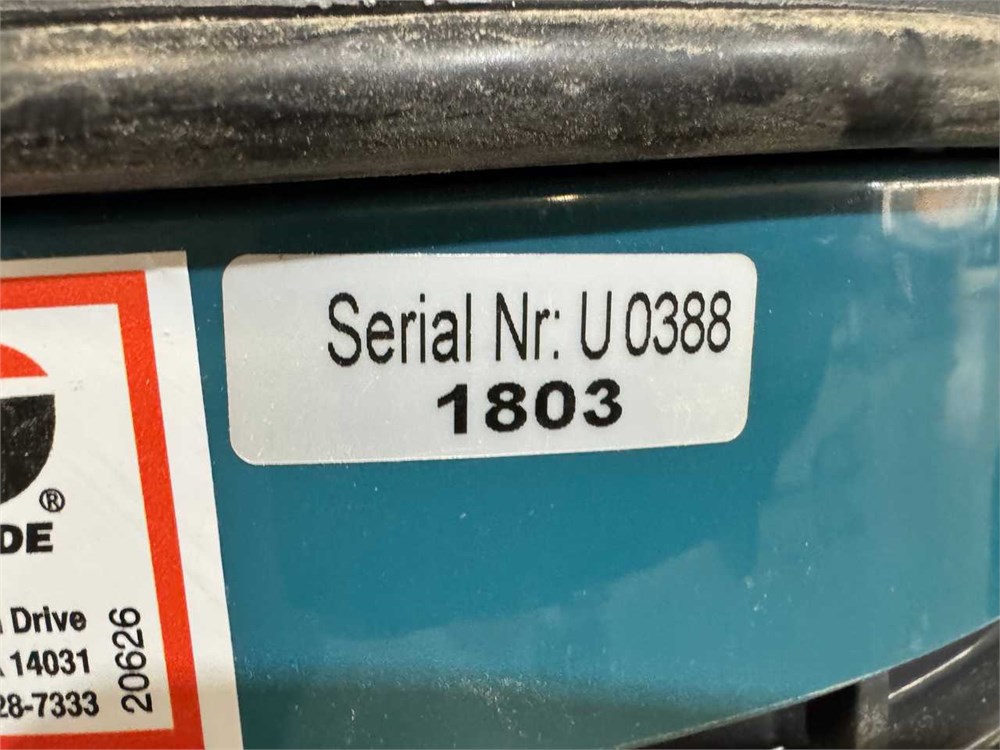 Serial Nr: U 0388
1803
®
DE
Drive
14031
28-7333
20626